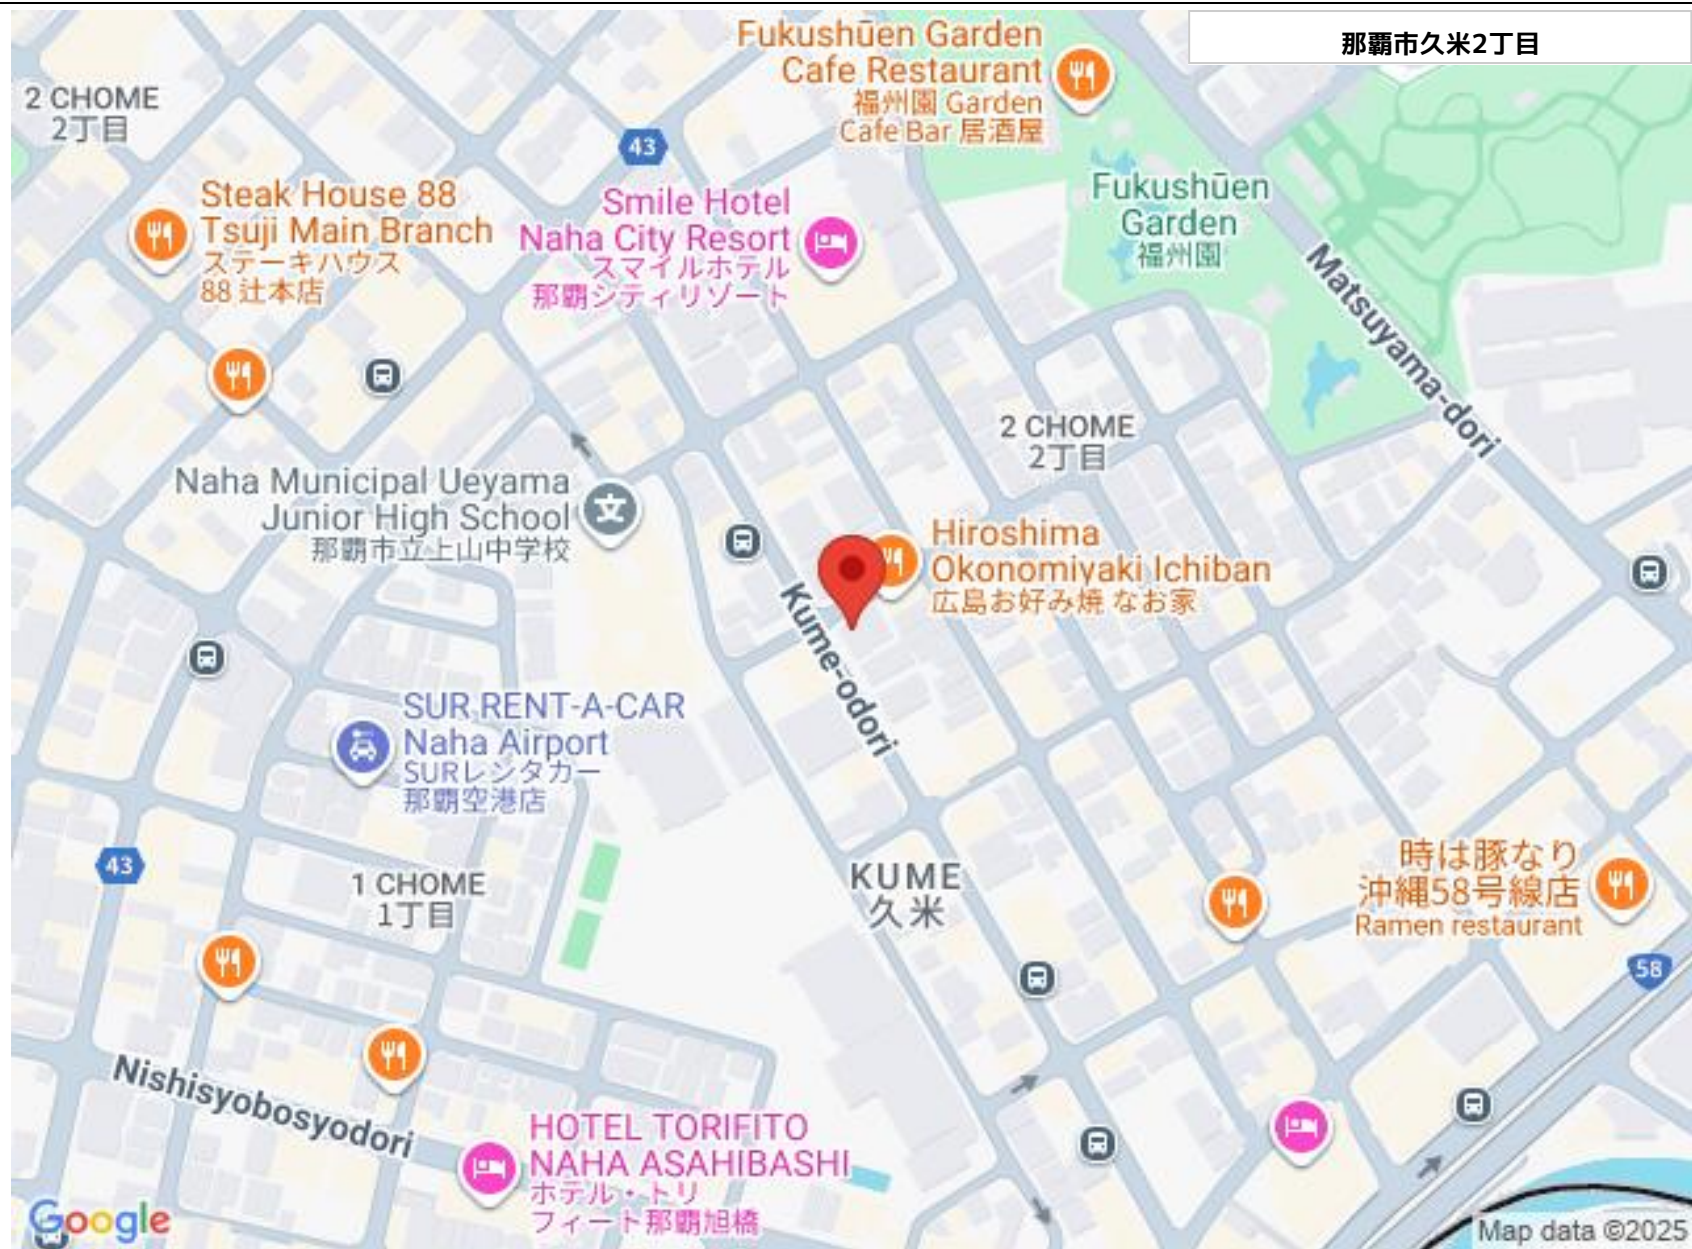 那覇市久米2丁目
Fukushūen Garden
Cafe Restaurant
福州園 Garden
Cafe Bar 居酒屋
2 CHOME
2丁目
43
Steak House 88
Tsuji Main Branch
ステーキハウス
88 辻本店
Smile Hotel
Naha City Resort
スマイルホテル
那覇シティリゾート
Fukushūen
Garden
福州園
Matsuyama-dori
2 CHOME
2丁目
Naha Municipal Ueyama
Junior High School
那覇市立上山中学校
文
Hiroshima
Okonomiyaki Ichiban
広島お好み焼 なお家
Kume-odori
SUR RENT-A-CAR
Naha Airport
SURレンタカー
那覇空港店
43
1 CHOME
1丁目
KUME
久米
時は豚なり
沖縄58号線店
Ramen restaurant
58
Nishisyobosyodori
HOTEL TORIFITO
NAHA ASAHIBASHI
ホテル・トリ
フィート那覇旭橋
Google
Map data ©2025